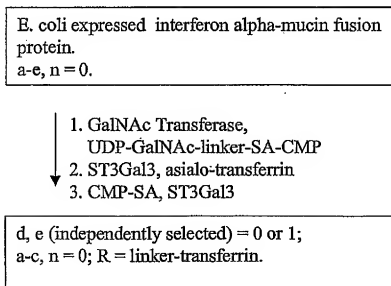 E. coli expressed interferon alpha-mucin fusion
protein.
a-e, n = 0.
1. GalNAc Transferase,
UDP-GalNAc-linker-SA-CMP
2. ST3Gal3, asialo-transferrin
3. CMP-SA, ST3Gal3
d, e (independently selected) = 0 or 1;
a-c, n = 0; R = linker-transferrin.